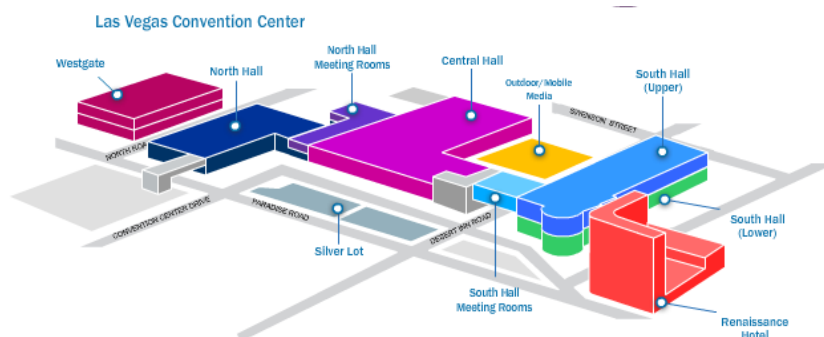 Las Vegas Convention Center
Westgate
North Hall
North Hall
Meeting Rooms
Central Hall
Outdoor/Mobile
Media
South Hall
(Upper)
SWENSON STREET
NORTH ROAD
CONVENTION CENTER DRIVE
PARADISE ROAD
Silver Lot
DESERT INN ROAD
South Hall
Meeting Rooms
South Hall
(Lower)
Renaissance
Hotel